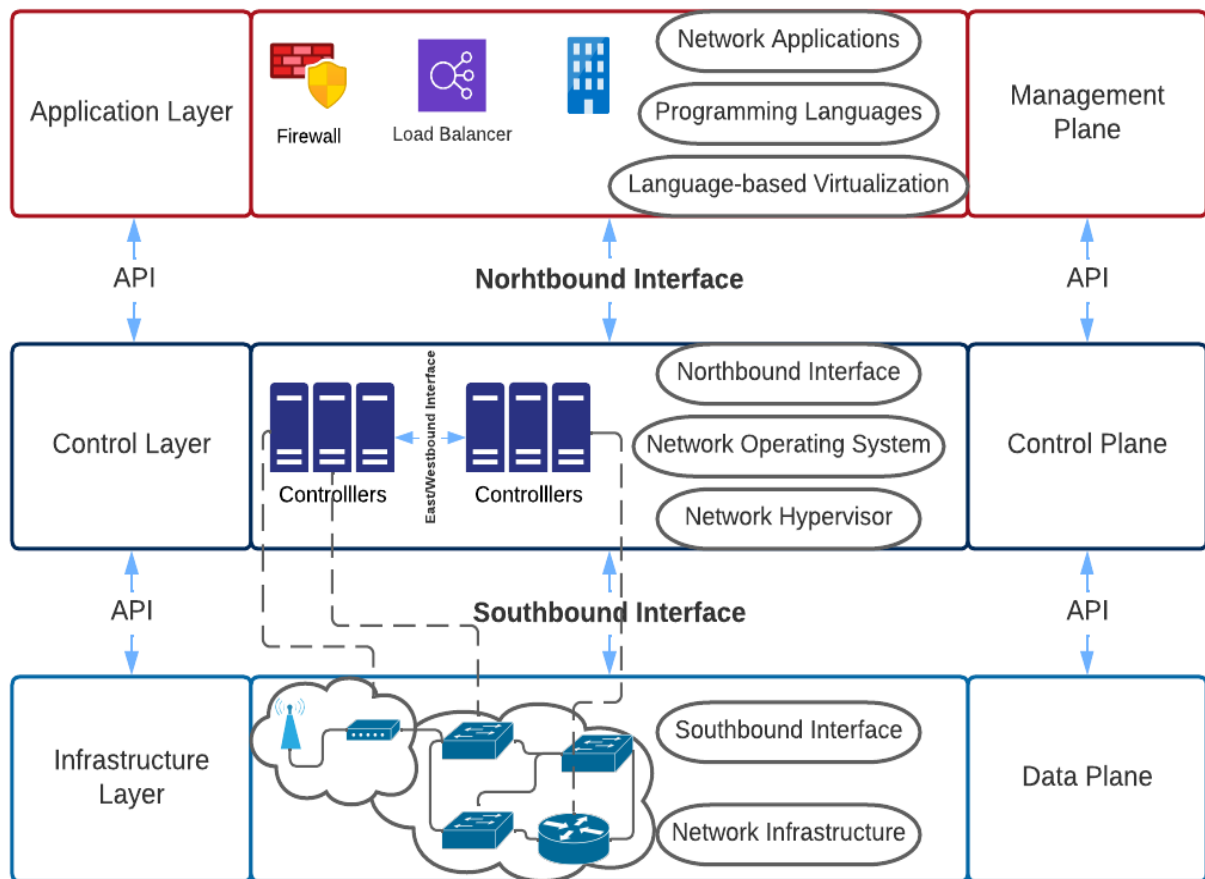 Network Applications
Application Layer
Firewall
Load Balancer
Programming Languages
Language-based Virtualization
Management
Plane
API
Norhtbound Interface
API
Control Layer
Controlllers
East/Westbound Interface
Controlllers
Northbound Interface
Network Operating System
Network Hypervisor
Control Plane
API
Southbound Interface
API
Infrastructure
Layer
Southbound Interface
Network Infrastructure
Data Plane